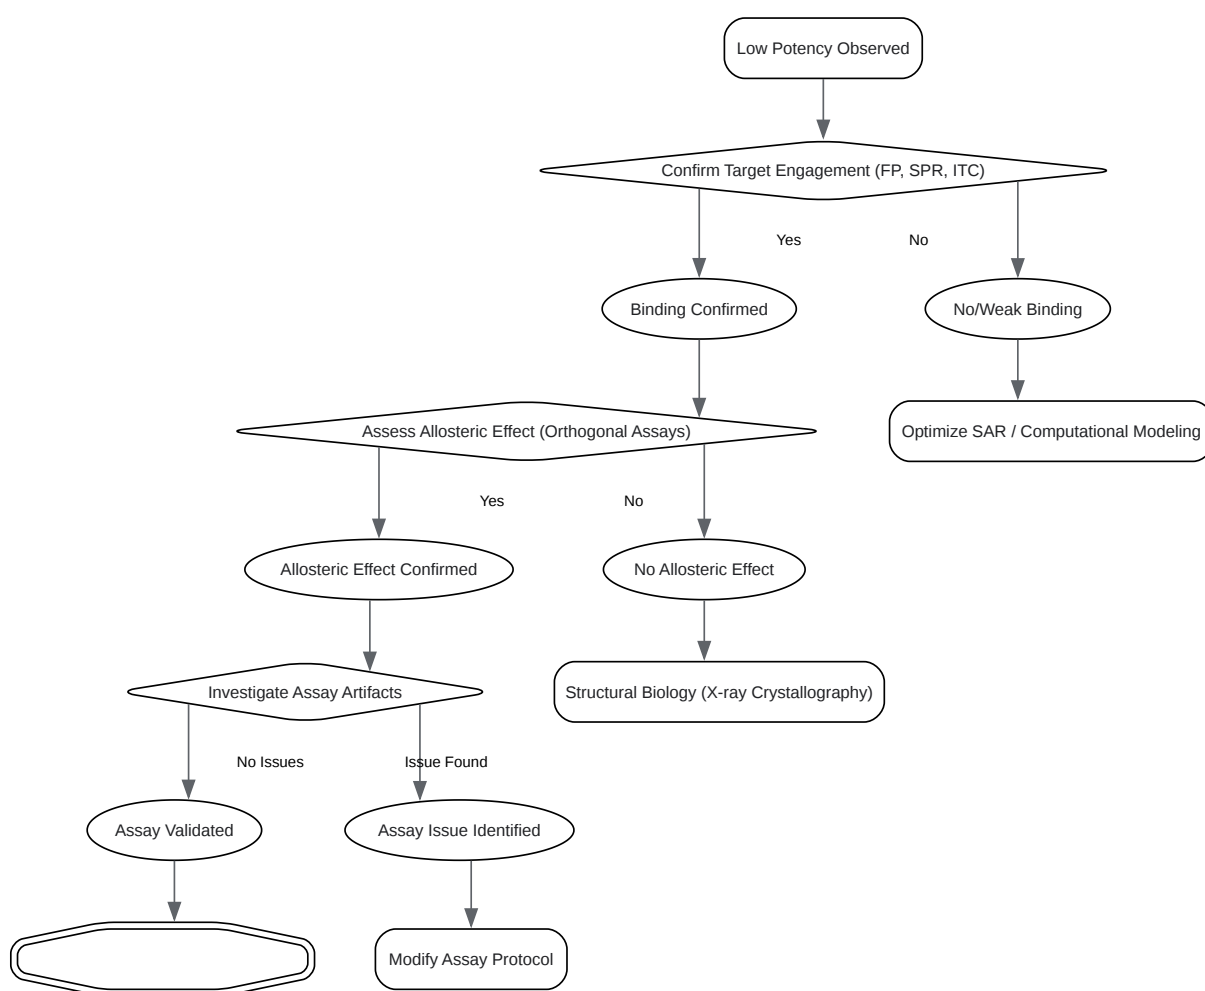 Low Potency Observed
Confirm Target Engagement (FP, SPR, ITC)
Yes
No
Binding Confirmed
No/Weak Binding
Assess Allosteric Effect (Orthogonal Assays)
Optimize SAR / Computational Modeling
Yes
No
Allosteric Effect Confirmed
No Allosteric Effect
Investigate Assay Artifacts
Structural Biology (X-ray Crystallography)
No Issues
Issue Found
Assay Validated
Assay Issue Identified
Modify Assay Protocol